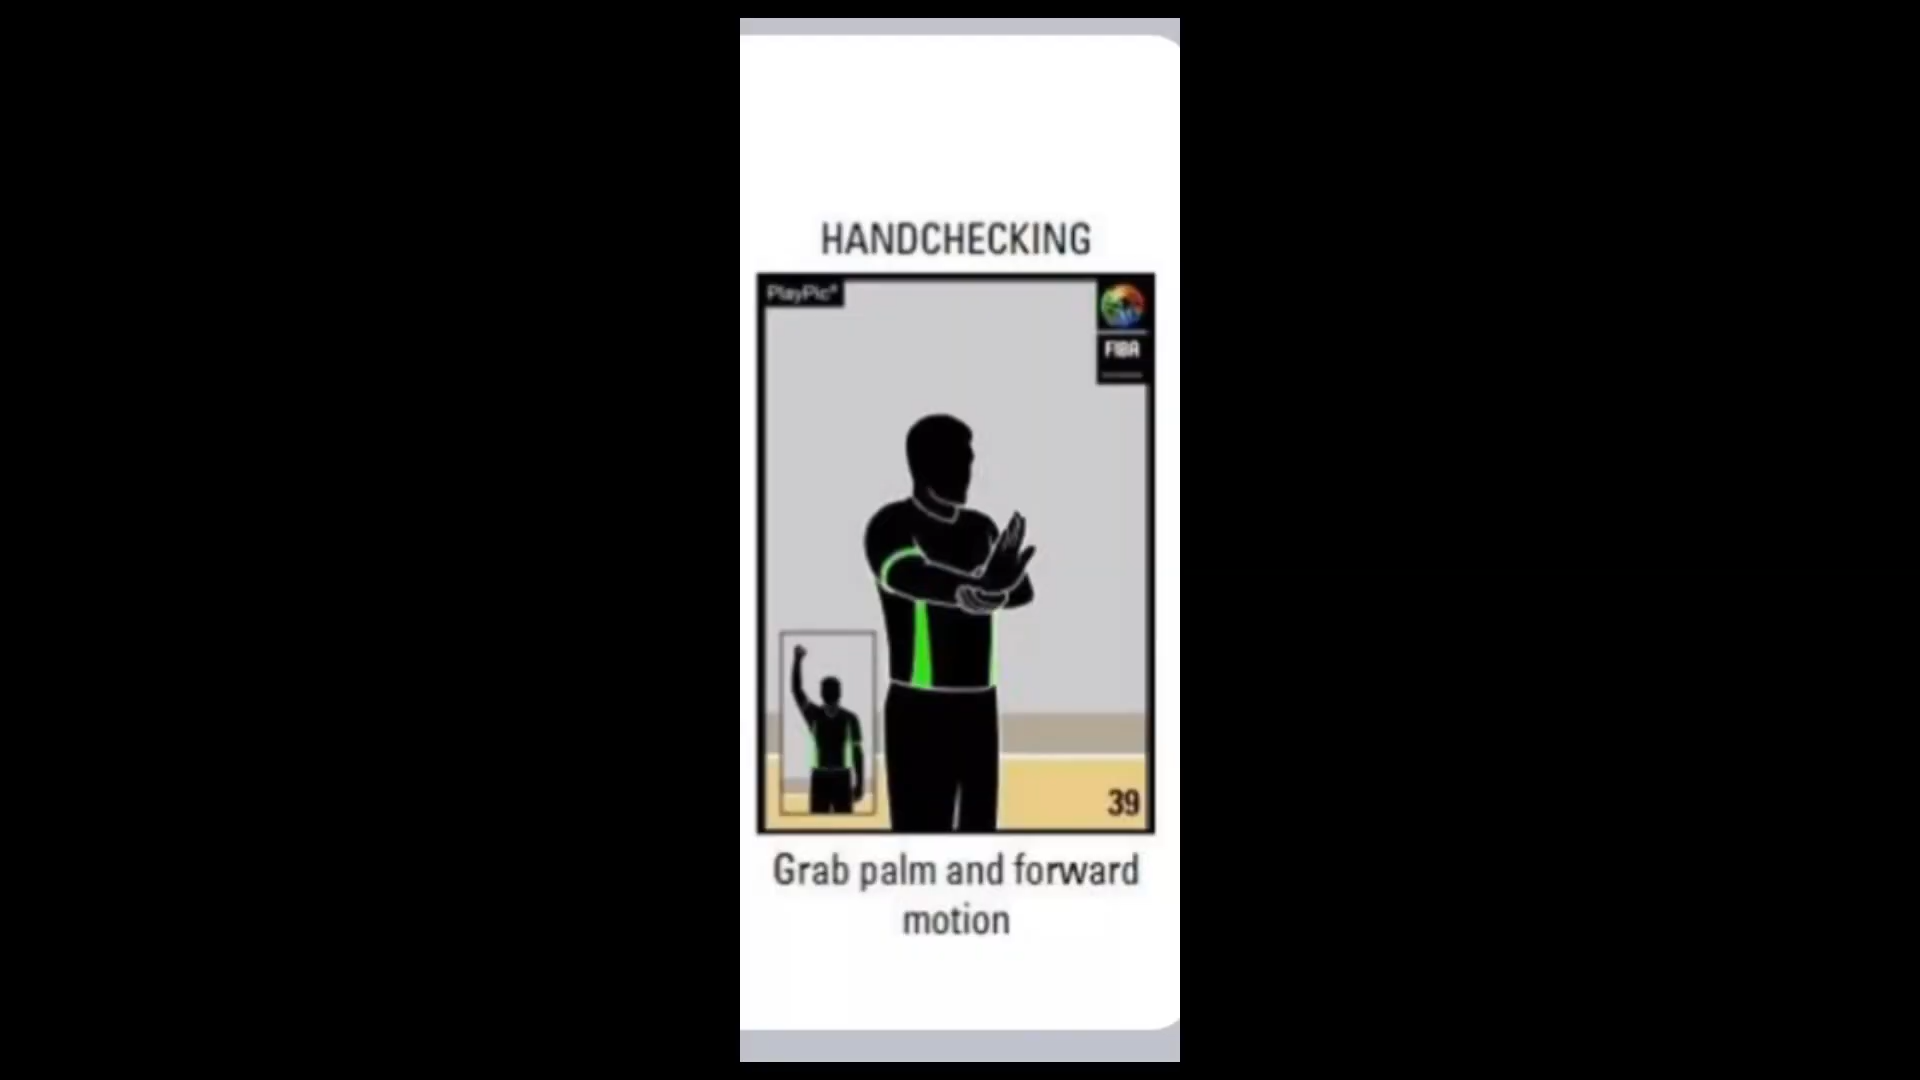 HANDCHECKING
PlayPic®
FIBA
39
Grab palm and forward
motion